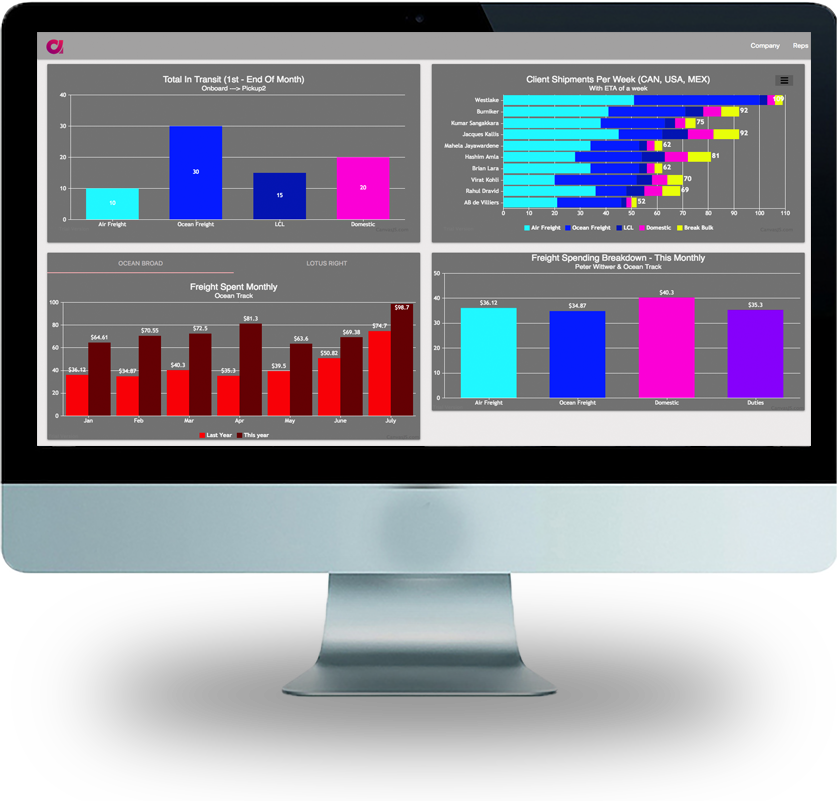 Company Reps
Total In Transit (1st - End Of Month)
Onboard ---> Pickup2
40
30
20
10
0
10
30
15
20
Air Freight
Ocean Freight
LCL
Domestic
Client Shipments Per Week (CAN, USA, MEX)
With ETA of a week
Westlake
Burniker
92
Kumar Sangakkara
75
Jacques Kallis
92
Mahela Jayawardene
62
Hashim Amla
81
Brian Lara
62
Virat Kohli
70
Rahul Dravid
69
AB de Villiers
52
0 10 20 30 40 50 60 70 80 90 100 110
Air Freight Ocean Freight LCL Domestic Break Bulk
OCEAN BROAD LOTUS RIGHT
Freight Spent Monthly
Ocean Track
100
80
60
40
20
0
$36.12
$64.61
$34.87
$70.55
$40.3
$72.5
$35.3
$81.3
$39.5
$63.6
$50.82
$69.38
$74.7
$98.7
Jan Feb Mar Apr May June July
Last Year This year
Freight Spending Breakdown - This Monthly
Peter Wittwer & Ocean Track
50
40
30
20
10
0
$36.12
$34.87
$40.3
$35.3
Air Freight
Ocean Freight
Domestic
Duties